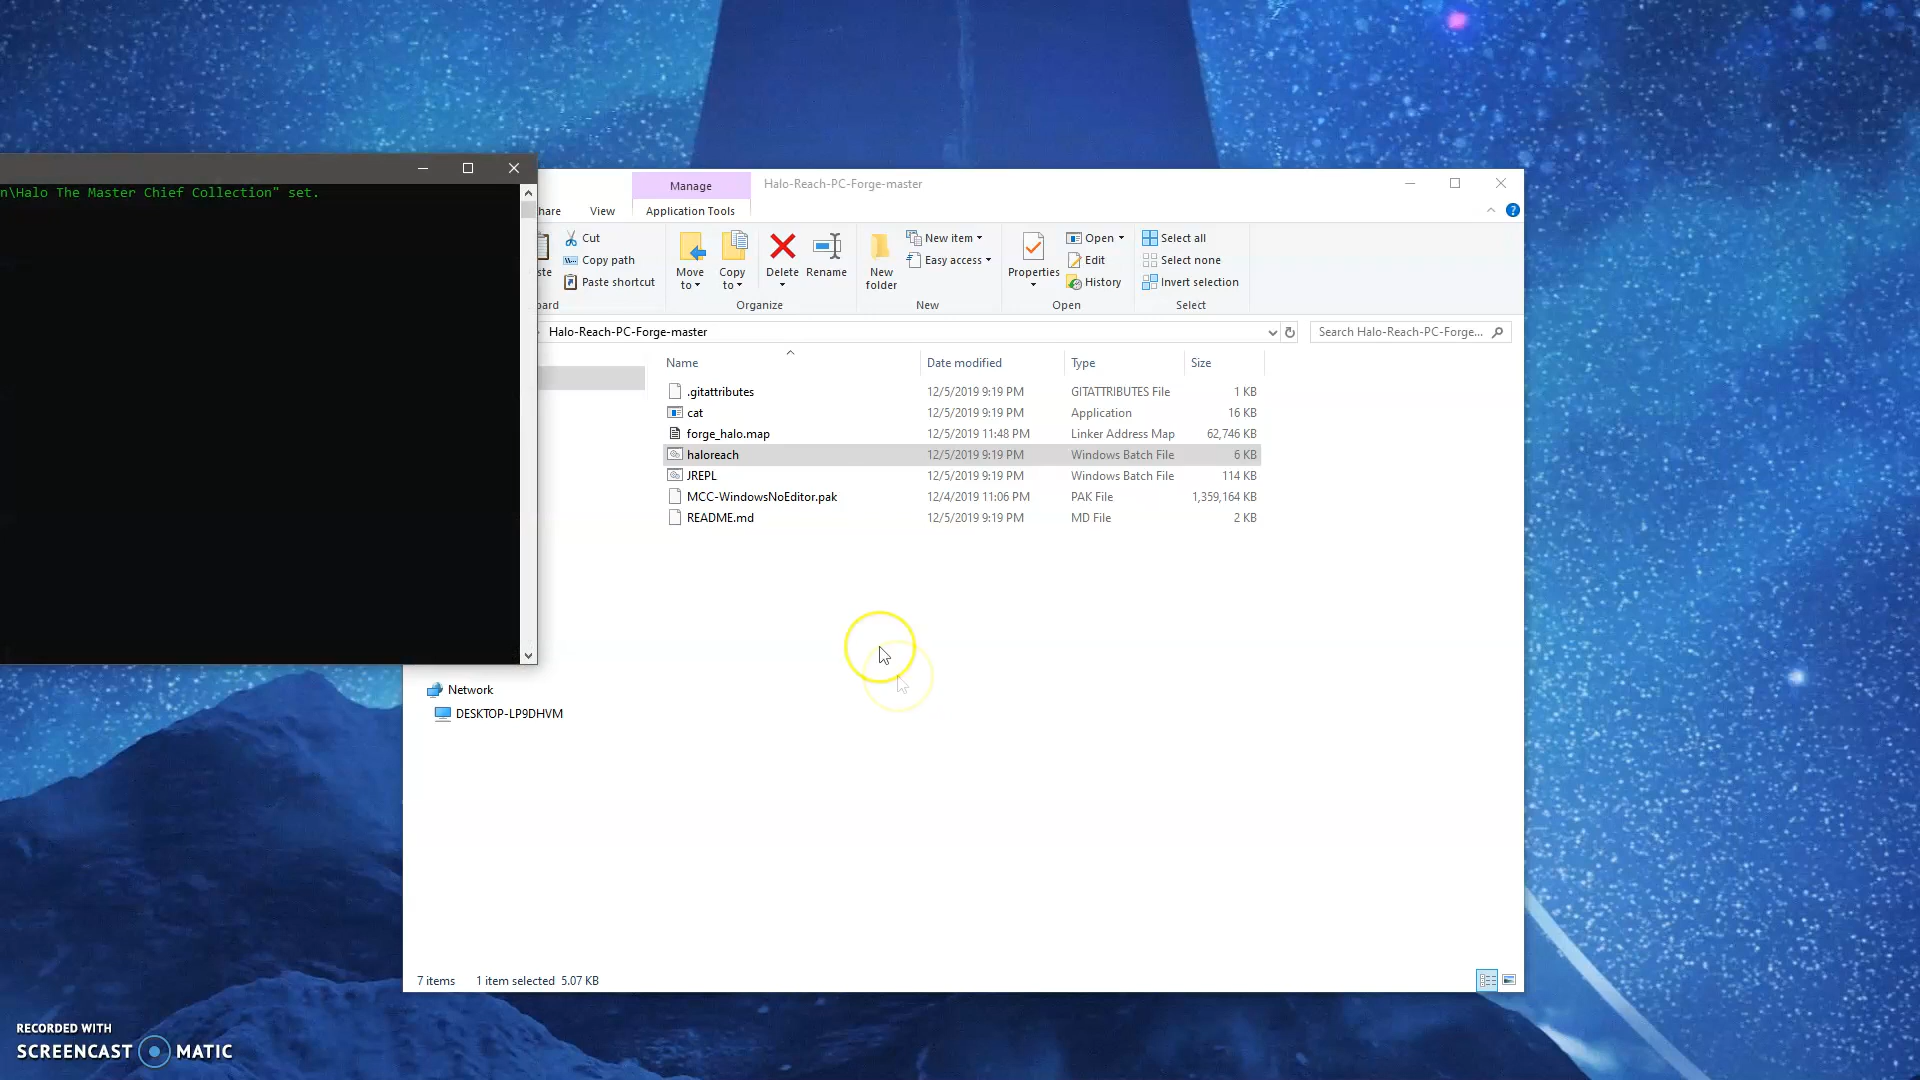 n\Halo The Master Chief Collection" set.
Manage
Halo-Reach-PC-Forge-master
hare
View
Application Tools
ste
Cut
Copy path
Paste shortcut
oard
Move to
Copy to
Delete
Rename
Organize
New folder
New item
Easy access
New
Properties
Open
Edit
History
Open
Select all
Select none
Invert selection
Select
Halo-Reach-PC-Forge-master
Search Halo-Reach-PC-Forge...
Name Date modified Type Size
.gitattributes 12/5/2019 9:19 PM GITATTRIBUTES File 1 KB
cat 12/5/2019 9:19 PM Application 16 KB
forge_halo.map 12/5/2019 11:48 PM Linker Address Map 62,746 KB
haloreach 12/5/2019 9:19 PM Windows Batch File 6 KB
JREPL 12/5/2019 9:19 PM Windows Batch File 114 KB
MCC-WindowsNoEditor.pak 12/4/2019 11:06 PM PAK File 1,359,164 KB
README.md 12/5/2019 9:19 PM MD File 2 KB
Network
DESKTOP-LP9DHVM
7 items 1 item selected 5.07 KB
RECORDED WITH
SCREENCAST MATIC